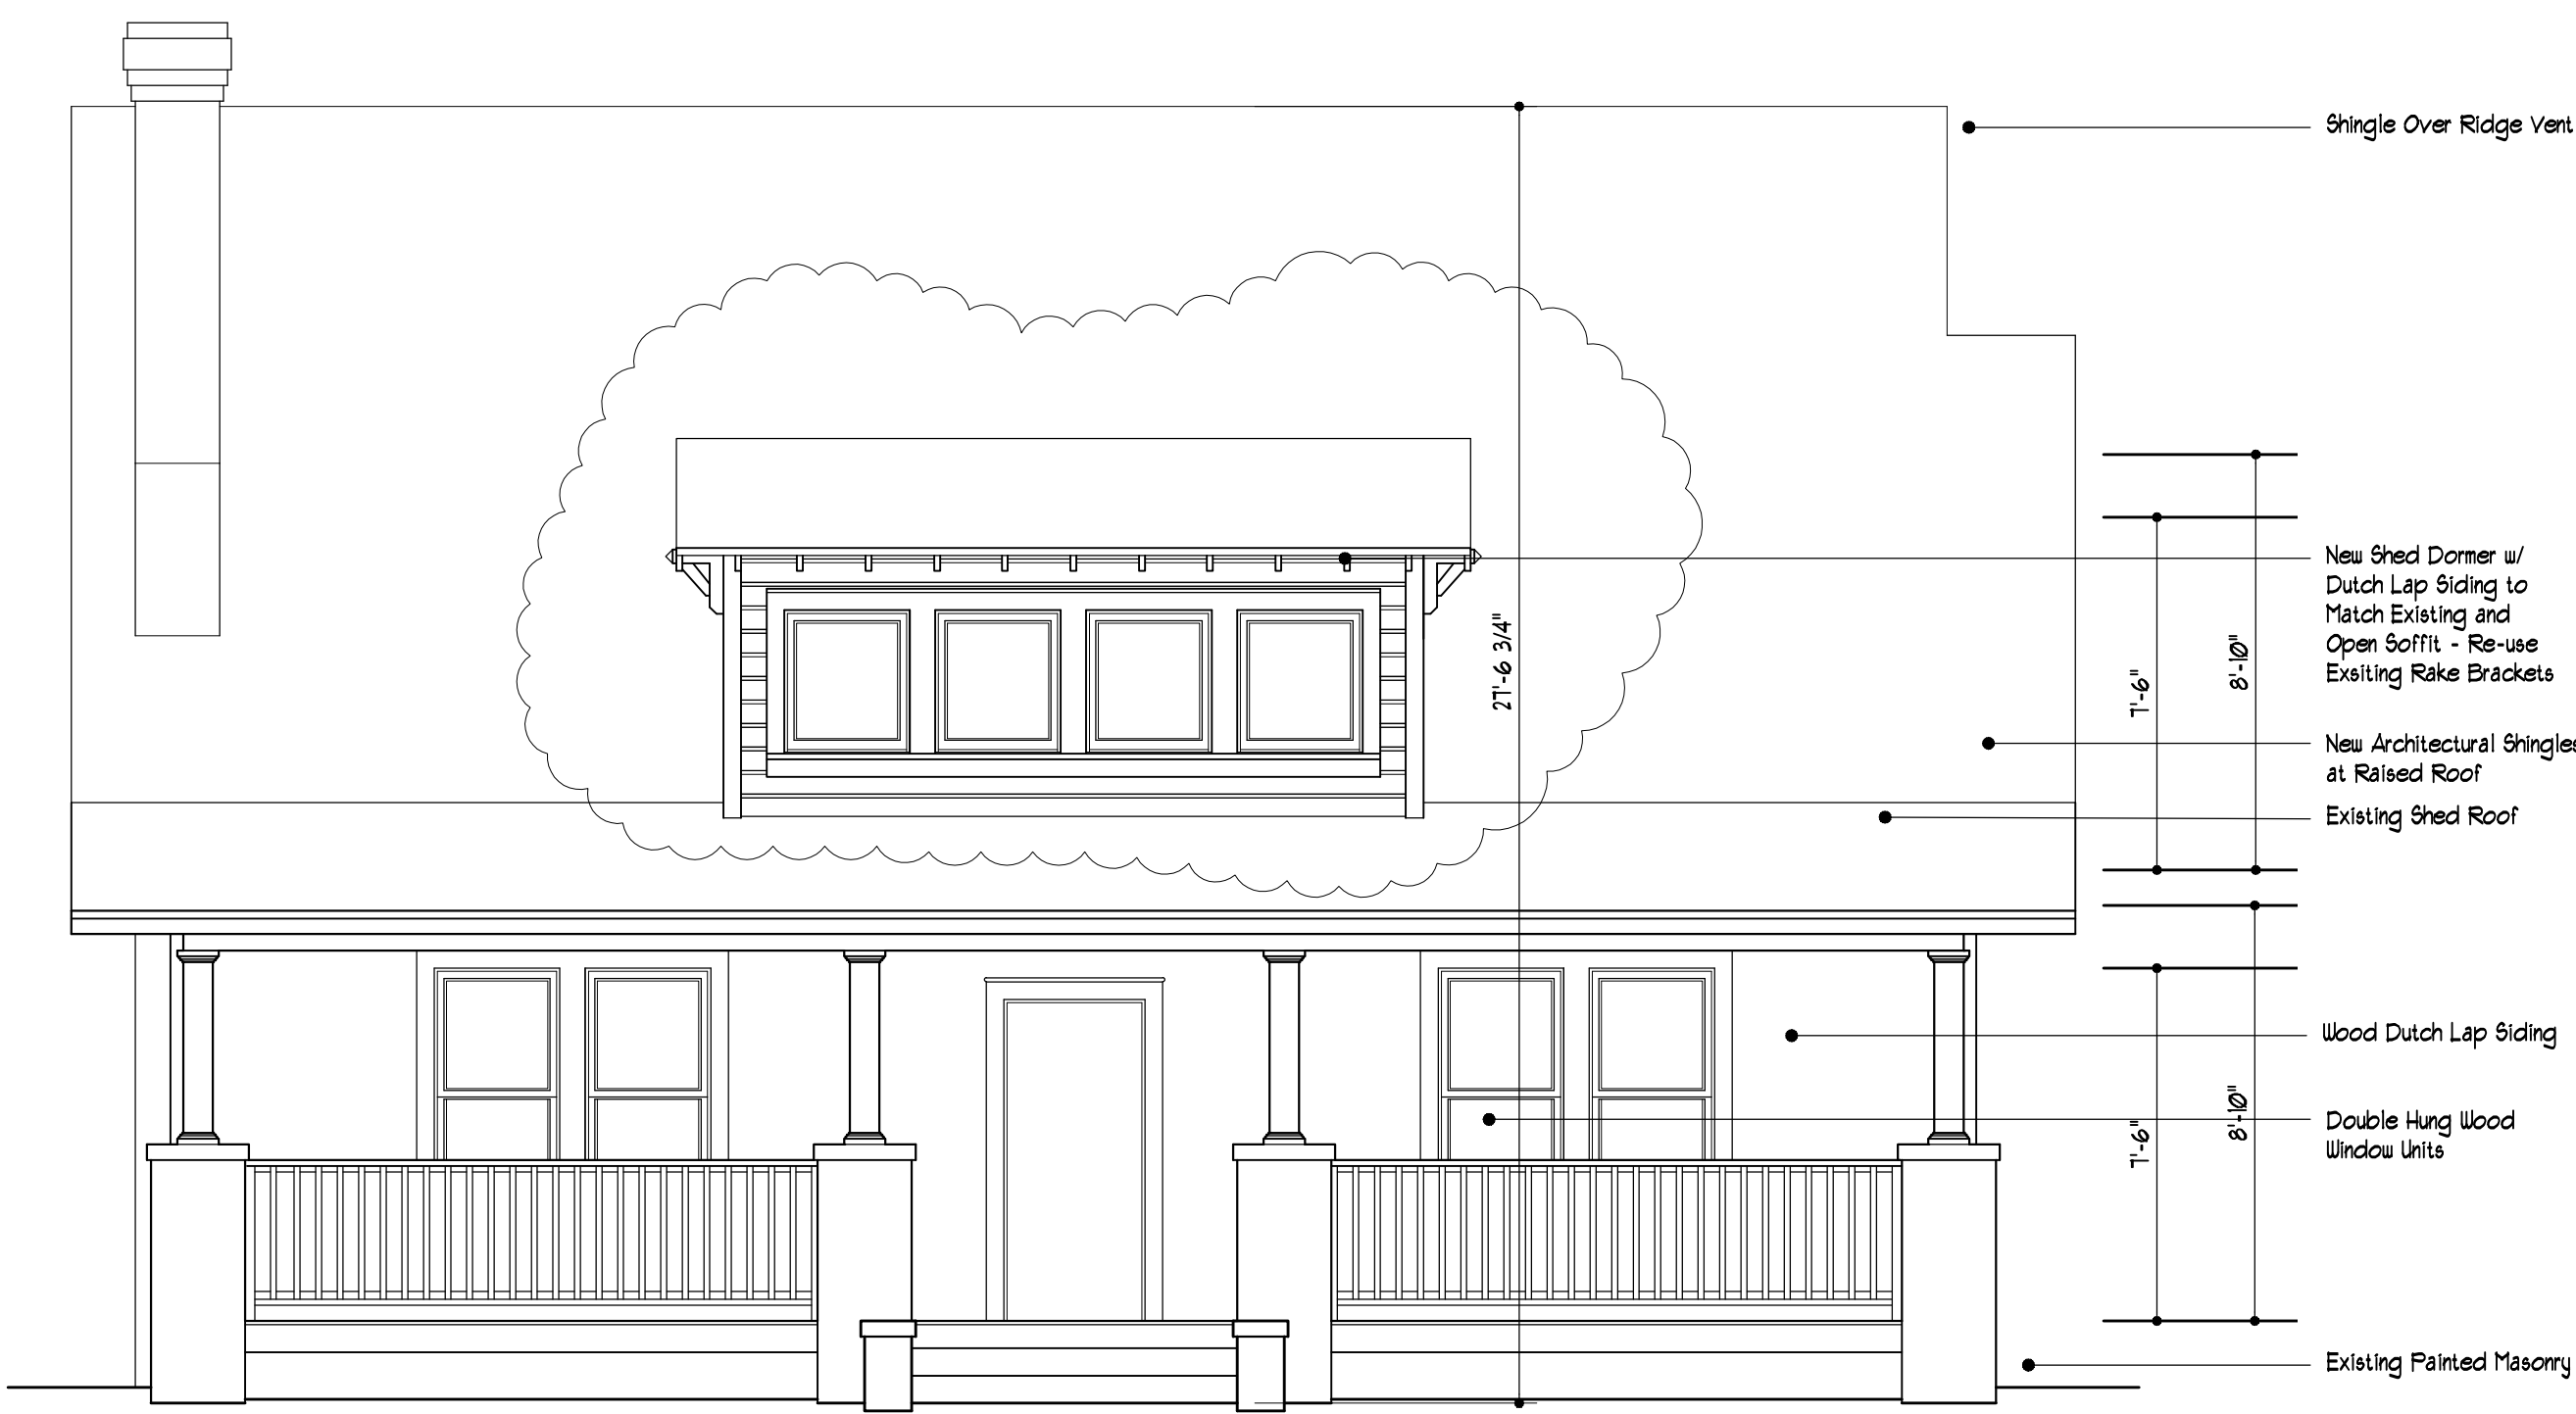 Shingle Over Ridge Vent
New Shed Dormer w/
Dutch Lap Siding to
Match Existing and
Open Soffit - Re-use
Exsiting Rake Brackets
27'-6 3/4"
7'-6"
8'-10"
New Architectural Shingles
at Raised Roof
Existing Shed Roof
Wood Dutch Lap Siding
7'-6"
8'-10"
Double Hung Wood
Window Units
Existing Painted Masonry